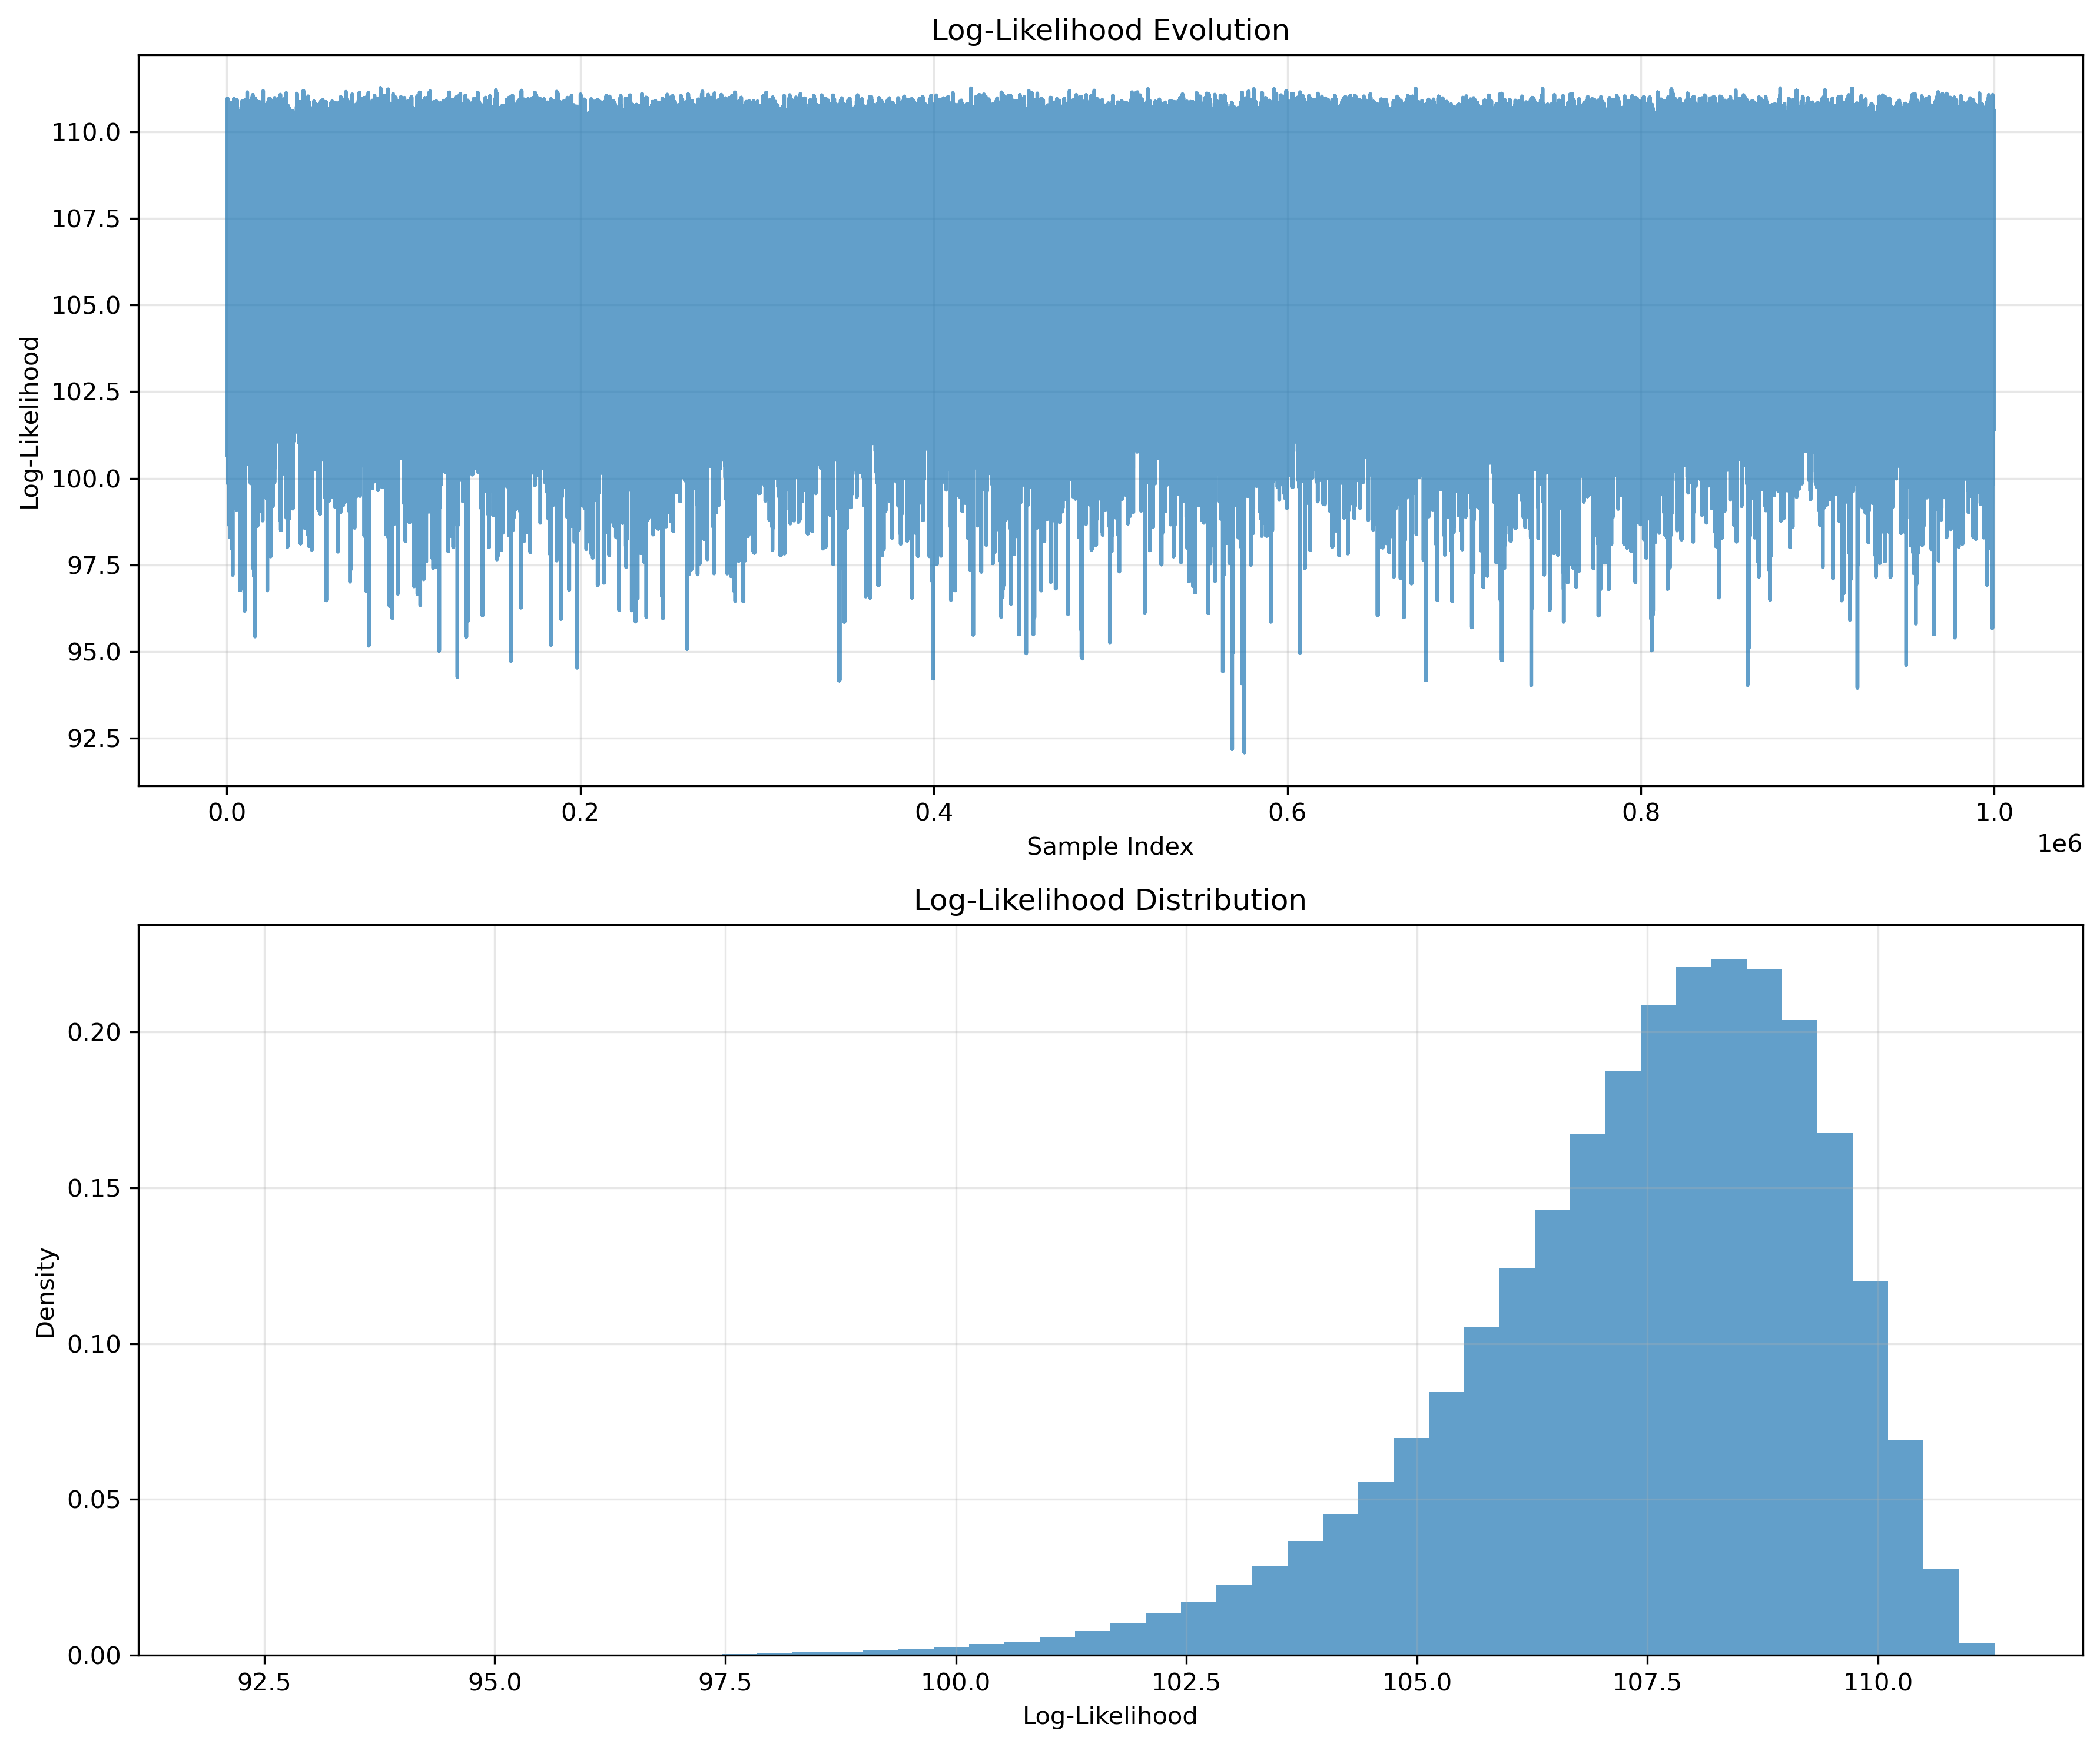 Log-Likelihood Evolution
Log-Likelihood
110.0
107.5
105.0
102.5
100.0
97.5
95.0
92.5
0.0 0.2 0.4 0.6 0.8 1.0
Sample Index
1e6
Log-Likelihood Distribution
Density
0.20
0.15
0.10
0.05
0.00
92.5 95.0 97.5 100.0 102.5 105.0 107.5 110.0
Log-Likelihood